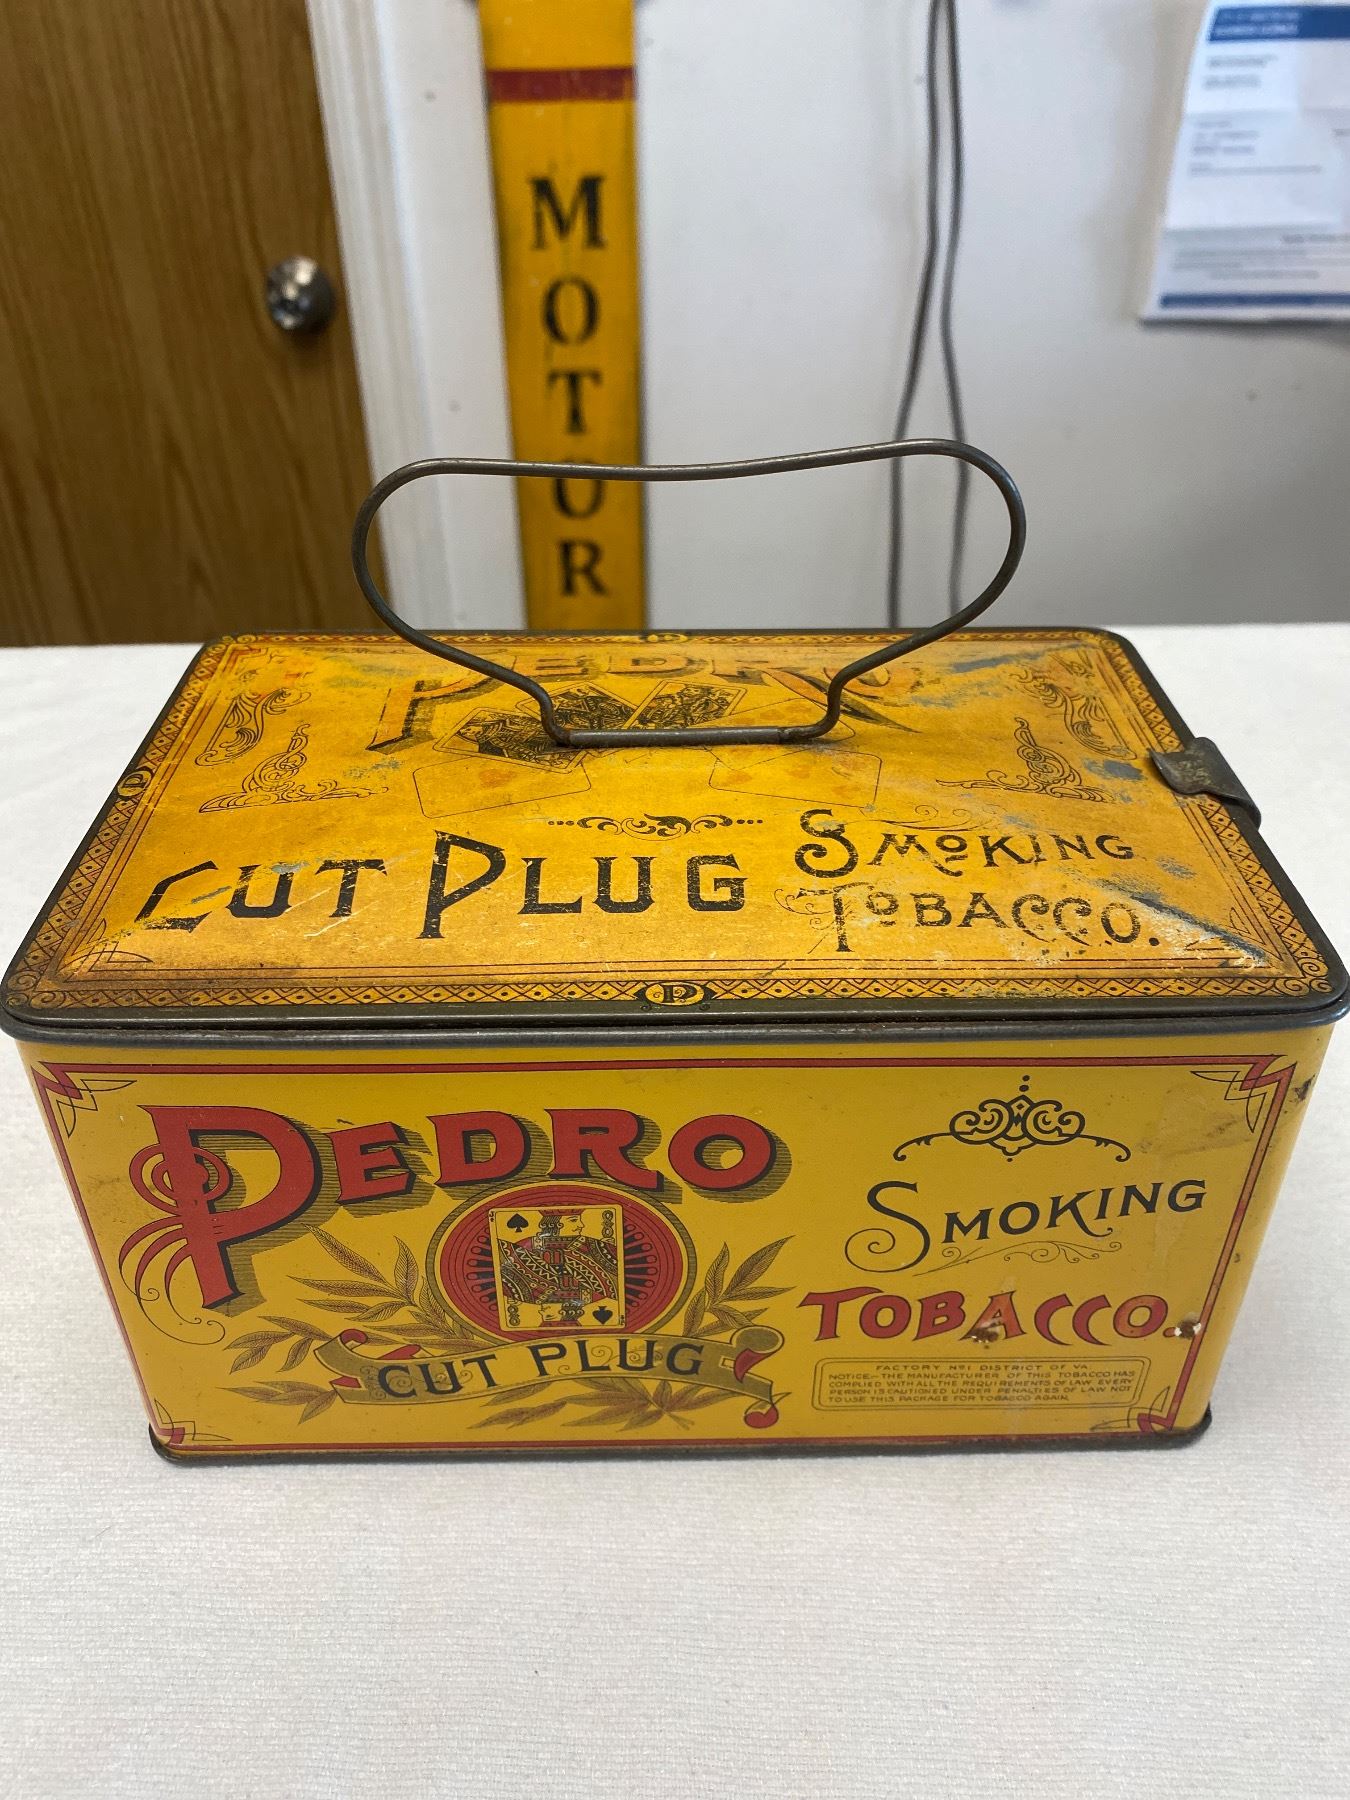 MOTOR
PEDRO
CUT PLUG SMOKING
TOBACCO.
P
P
PEDRO
SMOKING
TOBACCO.
CUT PLUG
FACTORY Nº1 DISTRICT OF VA.
NOTICE.—THE MANUFACTURER OF THIS TOBACCO HAS
COMPLIED WITH ALL THE REQUIREMENTS OF LAW EVERY
PERSON IS CAUTIONED UNDER PENALTIES OF LAW NOT
TO USE THIS PACKAGE FOR TOBACCO AGAIN.